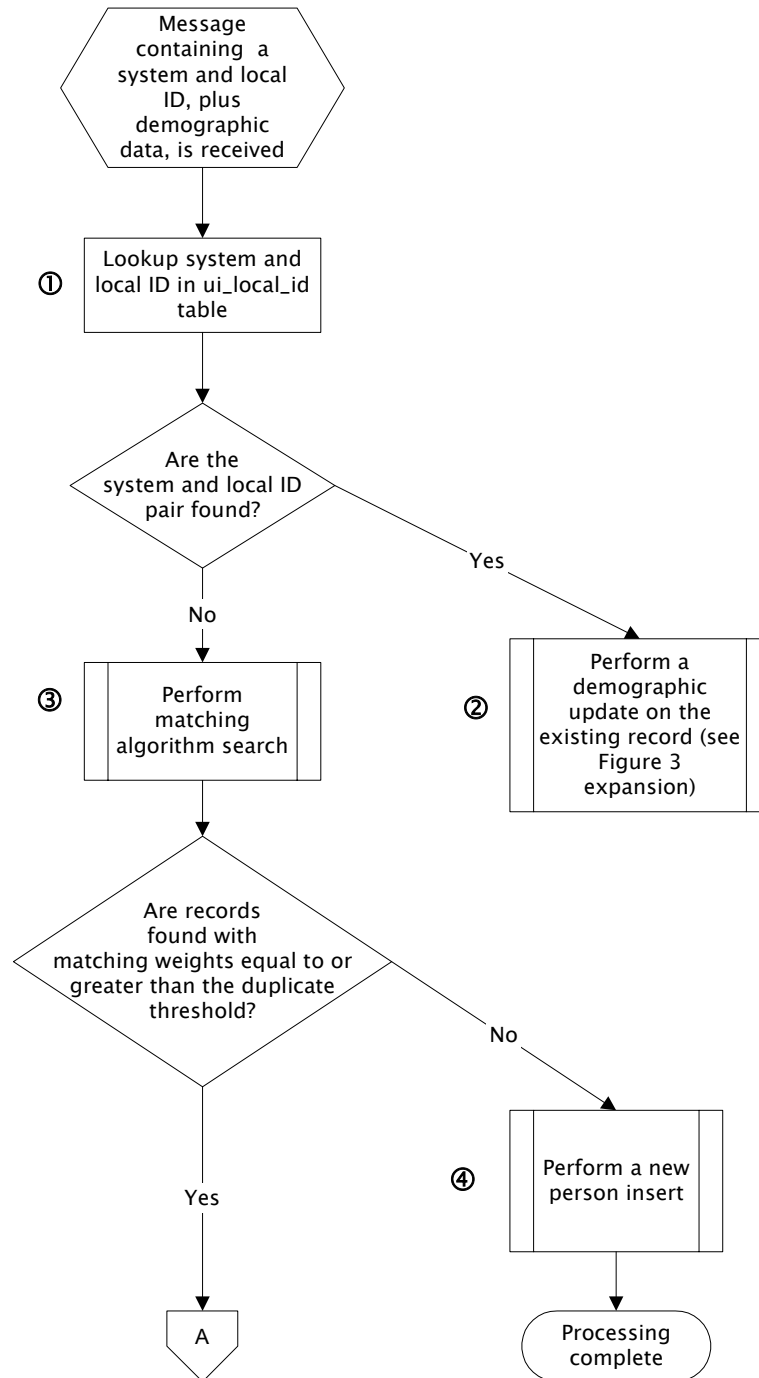 Message
containing a
system and local
ID, plus
demographic
data, is received
①
Lookup system and
local ID in ui_local_id
table
Are the
system and local ID
pair found?
Yes
No
③
Perform
matching
algorithm search
②
Perform a
demographic
update on the
existing record (see
Figure 3
expansion)
Are records
found with
matching weights equal to or
greater than the duplicate
threshold?
No
Yes
④
Perform a new
person insert
A
Processing
complete